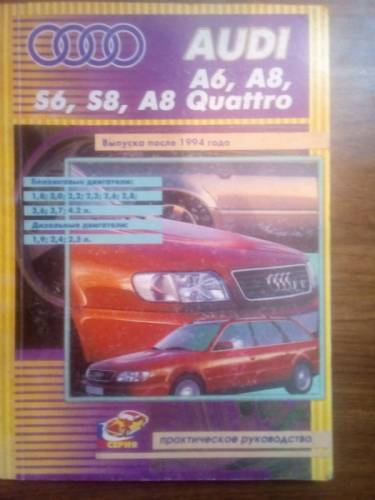 AUDI
A6, A8,
S6, S8, A8 Quattro
Выпуска после 1994 года
Бензиновые двигатели:
1,8; 2,0; 2,2; 2,3; 2,6; 2,8;
3,6; 3,7; 4,2 л.
Дизельные двигатели:
1,9; 2,4; 2,5 л.
СЕРИЯ
практическое руководство